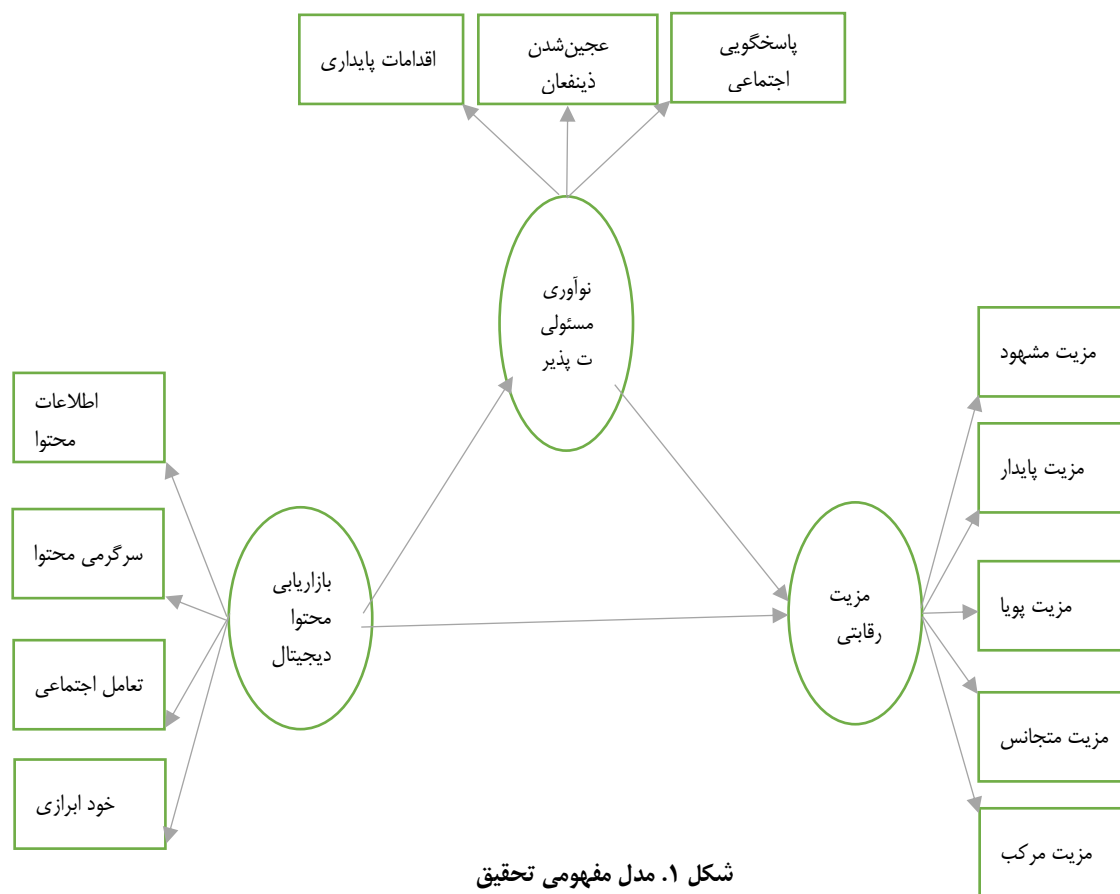 پاسخگویی
اجتماعی
عجین‌شدن
ذینفعان
اقدامات پایداری
نوآوری
مسئولی
ت پذیر
مزیت مشهود
مزیت پایدار
مزیت پویا
مزیت متجانس
مزیت مرکب
مزیت
رقابتی
بازاریابی
محتوا
دیجیتال
اطلاعات
محتوا
سرگرمی محتوا
تعامل اجتماعی
خود ابرازی
شکل ۱. مدل مفهومی تحقیق